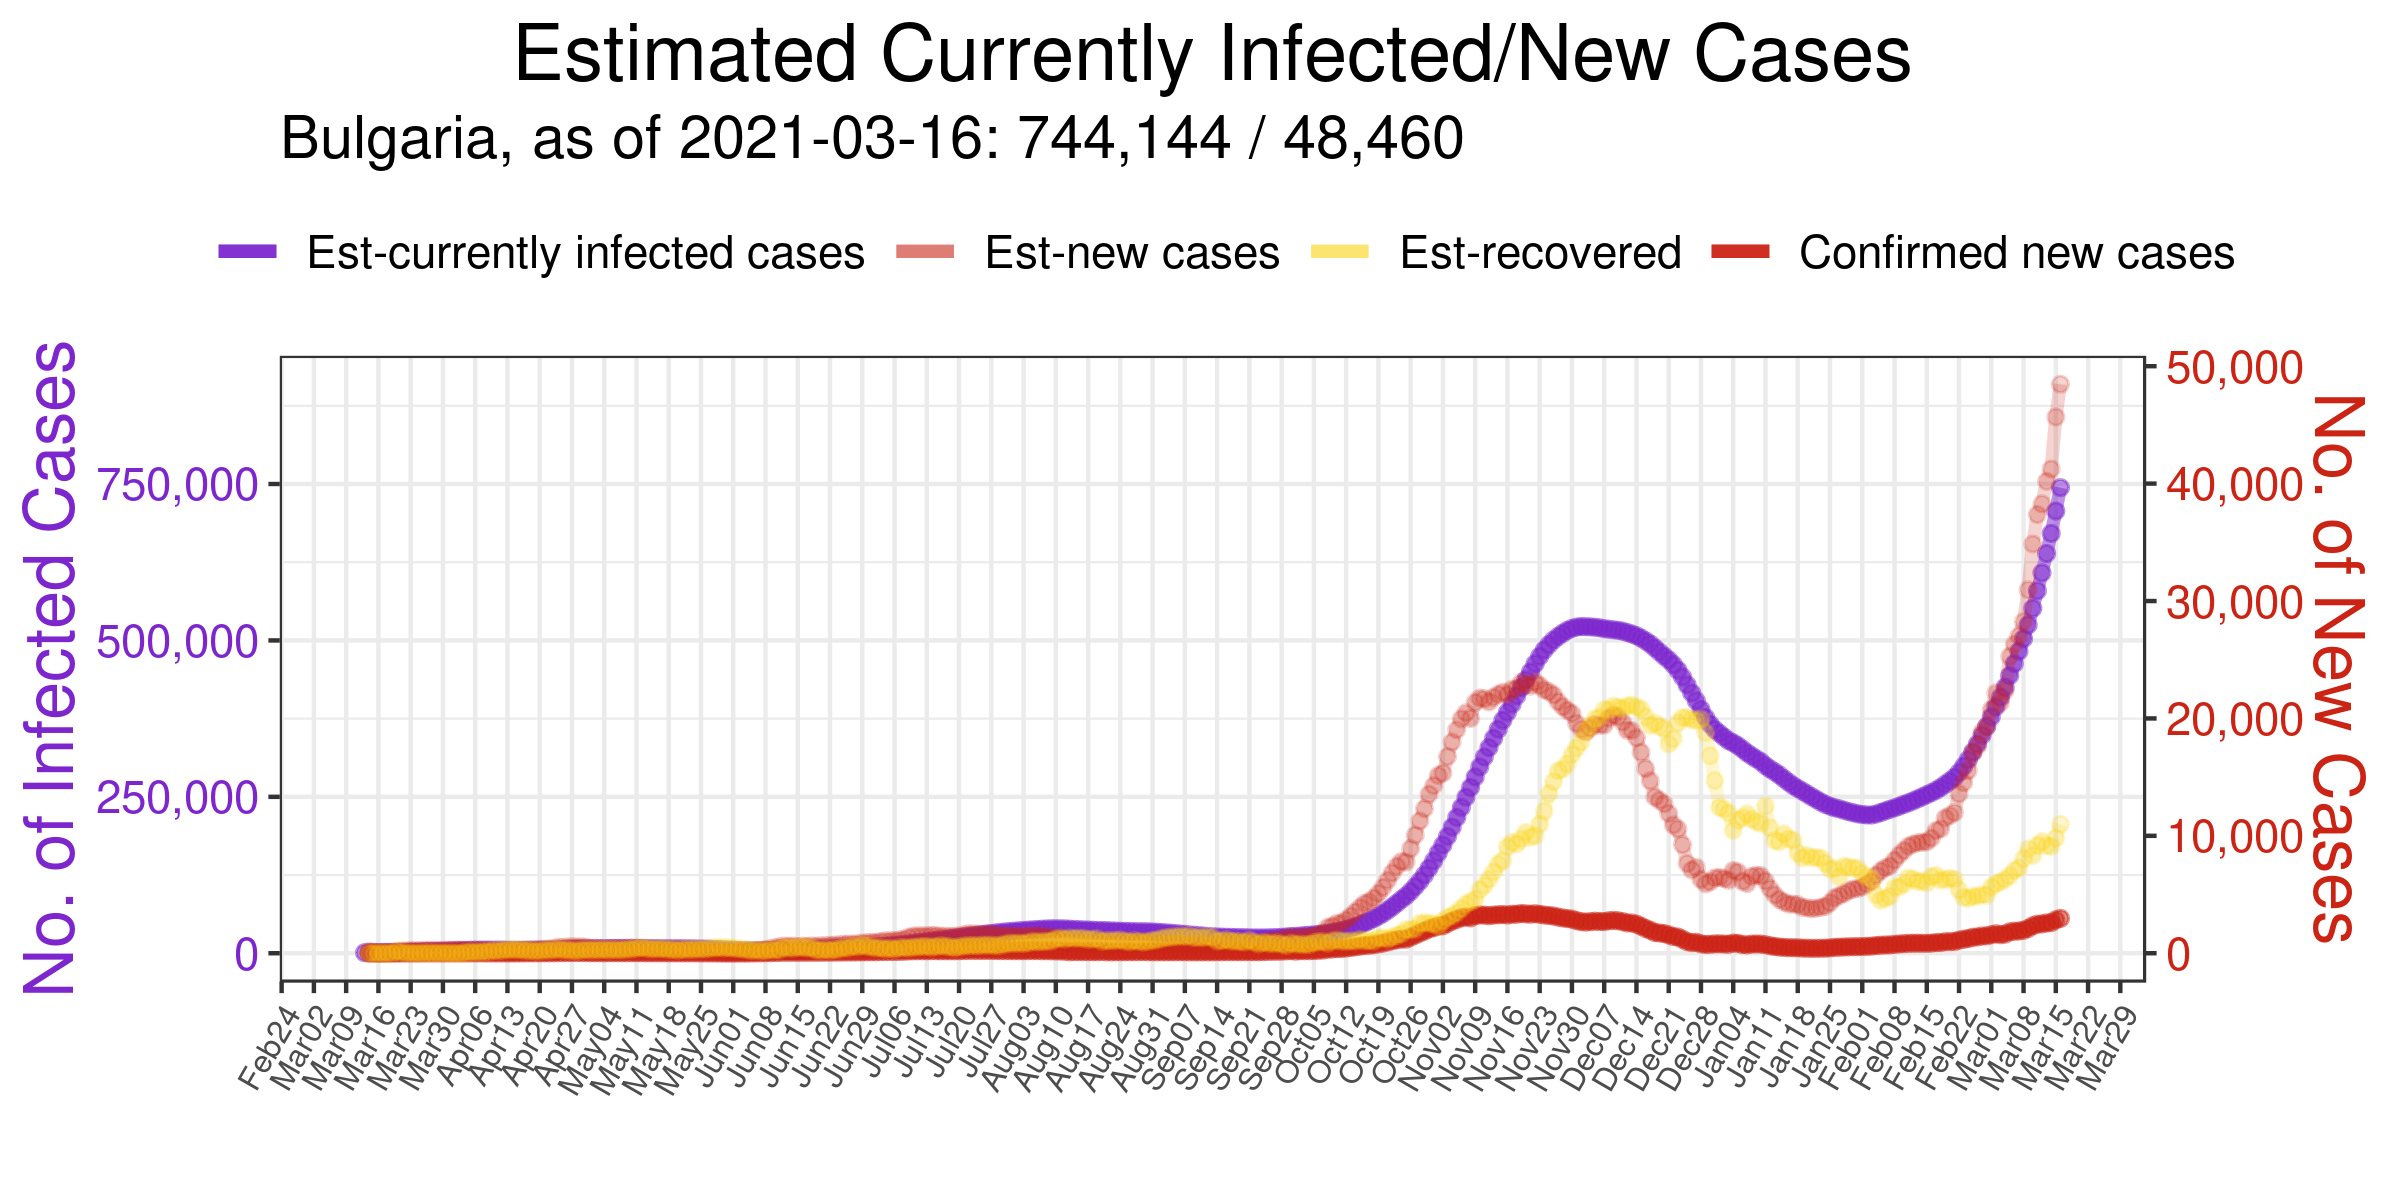 Estimated Currently Infected/New Cases
Bulgaria, as of 2021-03-16: 744,144 / 48,460
Est-currently infected cases Est-new cases Est-recovered Confirmed new cases
No. of Infected Cases
750,000
500,000
250,000
0
50,000
40,000
30,000
20,000
10,000
0
No. of New Cases
Feb24 Mar02 Mar09 Mar16 Mar23 Mar30 Apr06 Apr13 Apr20 Apr27 May04 May11 May18 May25 Jun01 Jun08 Jun15 Jun22 Jun29 Jul06 Jul13 Jul20 Jul27 Aug03 Aug10 Aug17 Aug24 Aug31 Sep07 Sep14 Sep21 Sep28 Oct05 Oct12 Oct19 Oct26 Nov02 Nov09 Nov16 Nov23 Nov30 Dec07 Dec14 Dec21 Dec28 Jan04 Jan11 Jan18 Jan25 Feb01 Feb08 Feb15 Feb22 Mar01 Mar08 Mar15 Mar22 Mar29